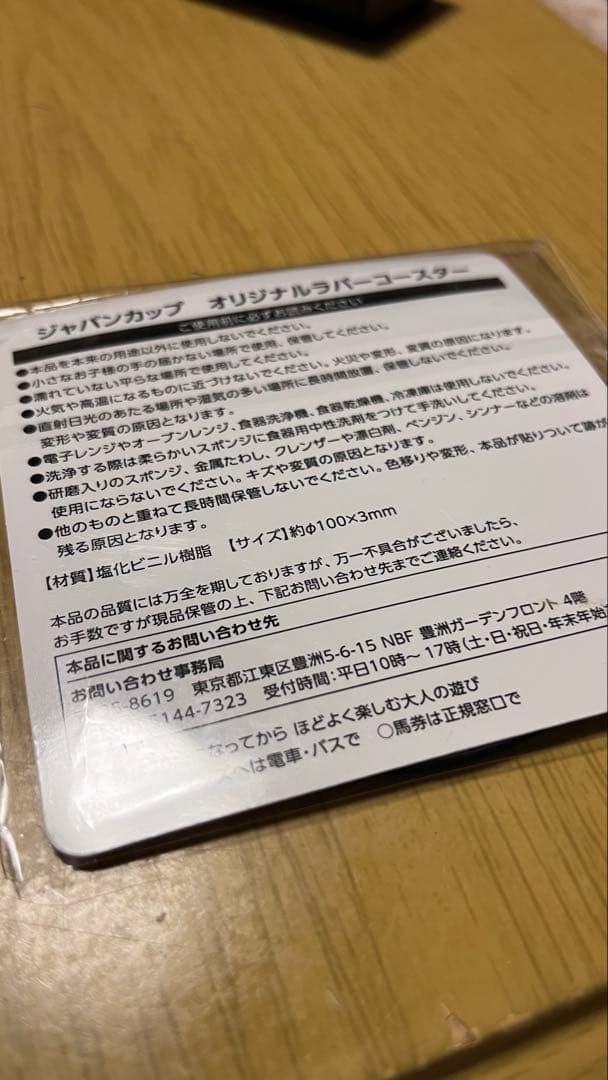 ジャパンカップ オリジナルラバーコースター
ご使用前に必ずお読みください
●本品を本来の用途以外に使用しないでください。
●小さなお子様の手の届かない場所で使用、保管してください。
●濡れていない平らな場所で使用してください。
●火気や高温になるものに近づけないでください。火災や変形、変質の原因になります。
●直射日光のあたる場所や湿気の多い場所に長時間放置、保管しないでください。
変形や変質の原因となります。
●電子レンジやオーブンレンジ、食器洗浄機、食器乾燥機、冷凍庫は使用しないでください。
●洗浄する際は柔らかいスポンジに食器用中性洗剤をつけて手洗いしてください。
●研磨入りのスポンジ、金属たわし、クレンザーや漂白剤、ベンジン、シンナーなどの溶剤は
使用にならないでください。キズや変質の原因となります。
●他のものと重ねて長時間保管しないでください。色移りや変形、本品が貼りついて跡が
残る原因となります。
【材質】塩化ビニル樹脂 【サイズ】約φ100×3mm
本品の品質には万全を期しておりますが、万一不具合がございましたら、
お手数ですが現品保管の上、下記お問い合わせ先までご連絡ください。
本品に関するお問い合わせ先
お問い合わせ事務局
-8619 東京都江東区豊洲5-6-15 NBF 豊洲ガーデンフロント 4階
144-7323 受付時間:平日10時〜17時(土・日・祝日・年末年始
なってから ほどよく楽しむ大人の遊び
へは電車・バスで ○馬券は正規窓口で